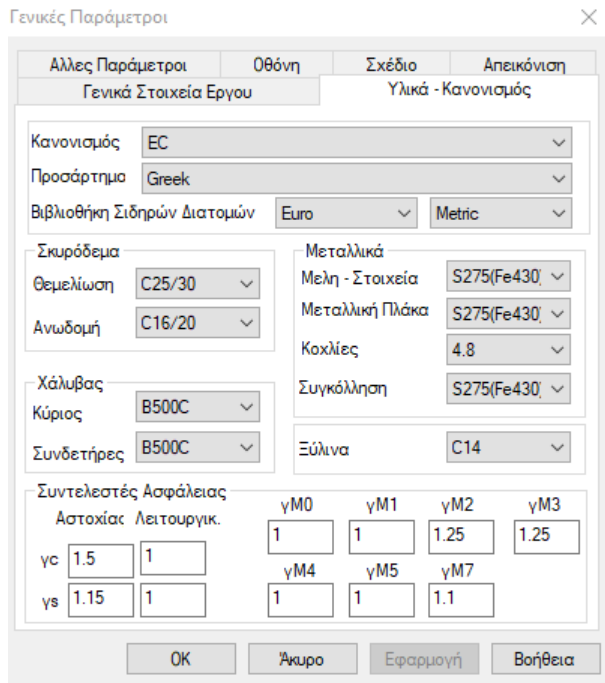 Γενικές Παράμετροι
Αλλες Παράμετροι Οθόνη Σχέδιο Απεικόνιση
Γενικά Στοιχεία Εργου Υλικά - Κανονισμός
Κανονισμός EC
Προσάρτημα Greek
Βιβλιοθήκη Σιδηρών Διατομών Euro Metric
Σκυρόδεμα Μεταλλικά
Θεμελίωση C25/30 Μελη - Στοιχεία S275(Fe430)
Ανωδομή C16/20 Μεταλλική Πλάκα S275(Fe430)
Κοχλίες 4.8
Χάλυβας Συγκόλληση S275(Fe430)
Κύριος B500C
Συνδετήρες B500C Ξύλινα C14
Συντελεστές Ασφάλειας
Αστοχίας Λειτουργικ. γM0 γM1 γM2 γM3
γc 1.5 1 1 1 1.25 1.25
γM4 γM5 γM7
γs 1.15 1 1 1 1.1
OK Άκυρο Εφαρμογή Βοήθεια